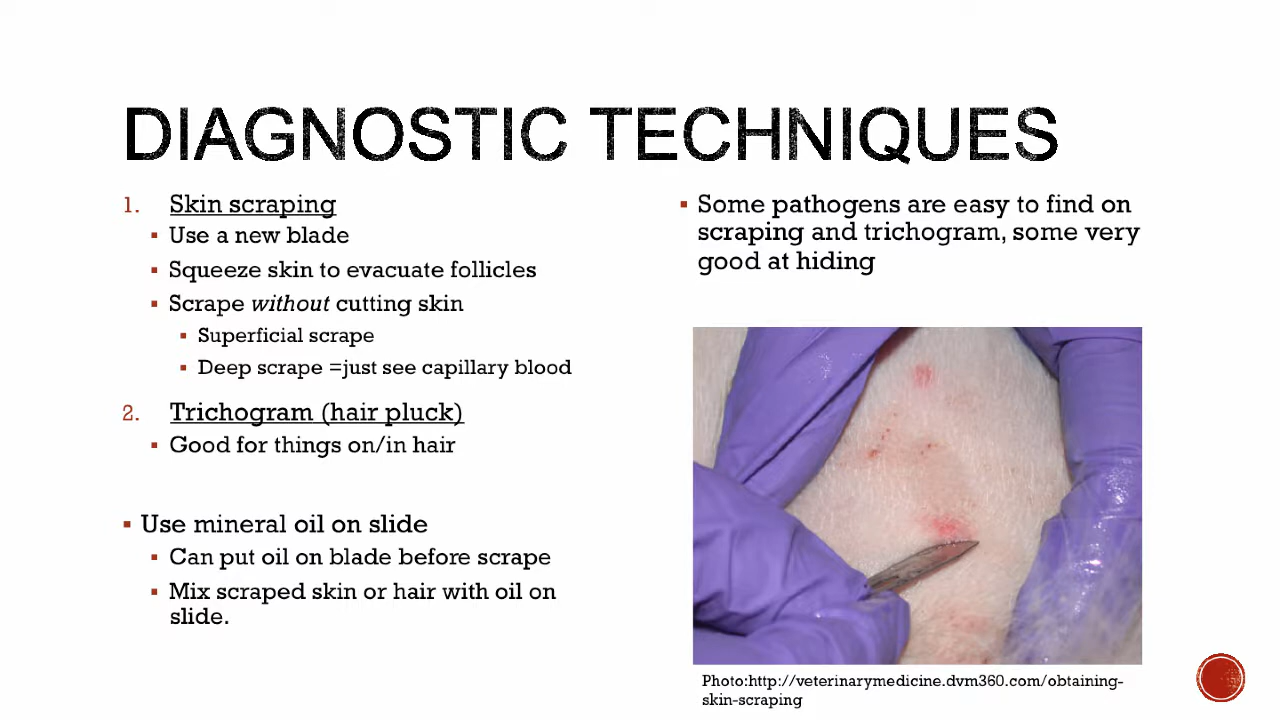 DIAGNOSTIC TECHNIQUES
1. Skin scraping
▪ Use a new blade
▪ Squeeze skin to evacuate follicles
▪ Scrape without cutting skin
▪ Superficial scrape
▪ Deep scrape =just see capillary blood
2. Trichogram (hair pluck)
▪ Good for things on/in hair
▪ Use mineral oil on slide
▪ Can put oil on blade before scrape
▪ Mix scraped skin or hair with oil on
slide.
▪ Some pathogens are easy to find on
scraping and trichogram, some very
good at hiding
Photo:http://veterinarymedicine.dvm360.com/obtaining-
skin-scraping